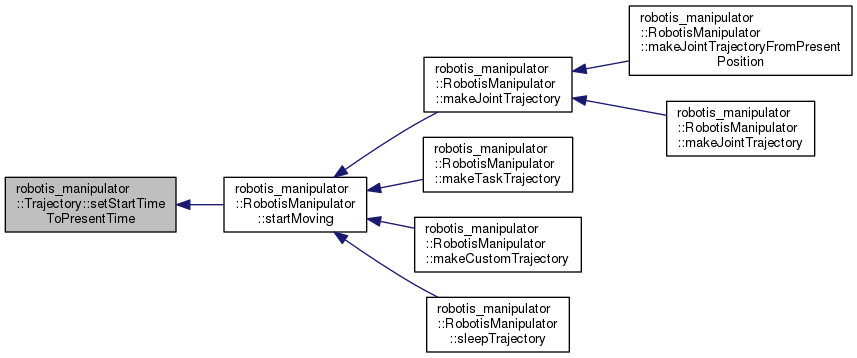 robotis_manipulator
::RobotisManipulator
::makeJointTrajectoryFromPresent
Position
robotis_manipulator
::RobotisManipulator
::makeJointTrajectory
robotis_manipulator
::RobotisManipulator
::makeJointTrajectory
robotis_manipulator
::RobotisManipulator
::makeTaskTrajectory
robotis_manipulator
::Trajectory::setStartTime
ToPresentTime
robotis_manipulator
::RobotisManipulator
::startMoving
robotis_manipulator
::RobotisManipulator
::makeCustomTrajectory
robotis_manipulator
::RobotisManipulator
::sleepTrajectory